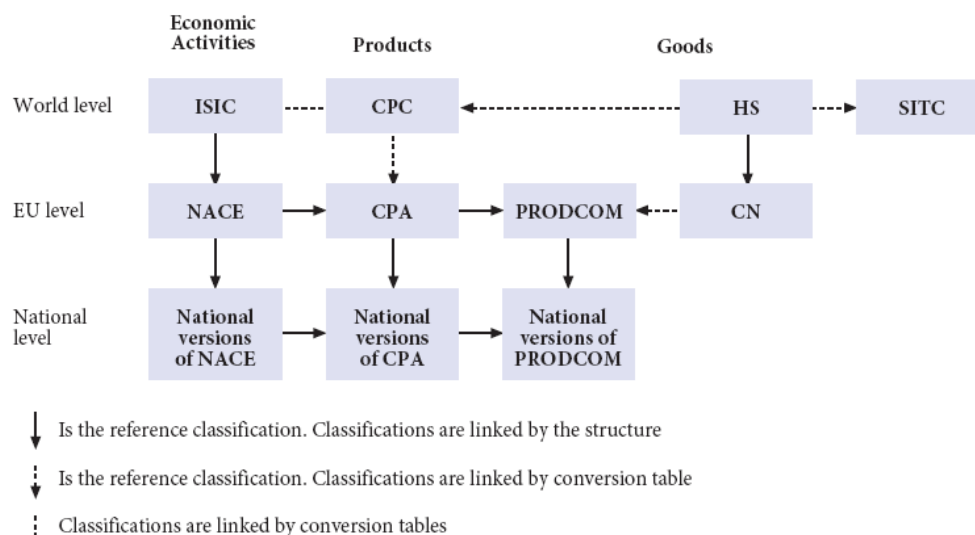 Economic
Activities
Products
Goods
World level
ISIC
CPC
HS
SITC
EU level
NACE
CPA
PRODCOM
CN
National
level
National
versions
of NACE
National
versions
of CPA
National
versions of
PRODCOM
Is the reference classification. Classifications are linked by the structure
Is the reference classification. Classifications are linked by conversion table
Classifications are linked by conversion tables